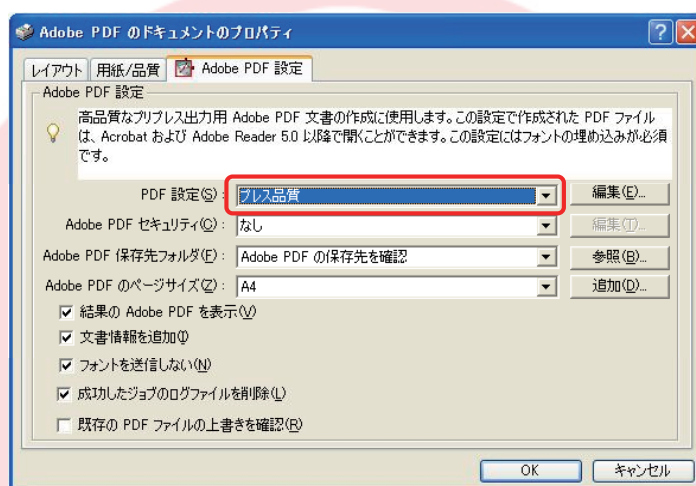 Adobe PDF のドキュメントのプロパティ
レイアウト 用紙/品質 Adobe PDF 設定
Adobe PDF 設定
高品質なプリプレス出力用 Adobe PDF 文書の作成に使用します。この設定で作成された PDF ファイル
は、Acrobat および Adobe Reader 5.0 以降で開くことができます。この設定にはフォントの埋め込みが必須
です。
PDF 設定(S): プレス品質 編集(E)...
Adobe PDF セキュリティ(C): なし 編集(T)...
Adobe PDF 保存先フォルダ(F): Adobe PDF の保存先を確認 参照(B)...
Adobe PDF のページサイズ(Z): A4 追加(D)...
結果の Adobe PDF を表示(V)
文書情報を追加(I)
フォントを送信しない(N)
成功したジョブのログファイルを削除(L)
既存の PDF ファイルの上書きを確認(R)
OK キャンセル